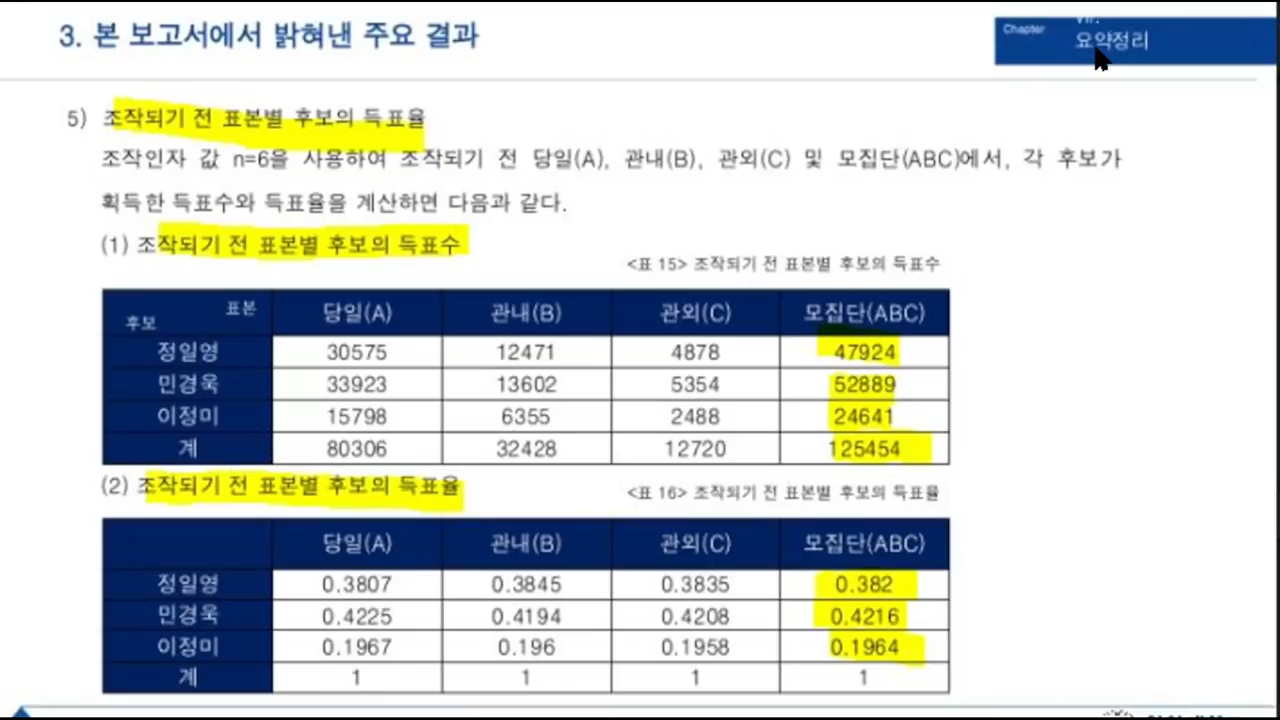 3. 본 보고서에서 밝혀낸 주요 결과
Chapter
요약정리
5) 조작되기 전 표본별 후보의 득표율
조작인자 값 n=6을 사용하여 조작되기 전 당일(A), 관내(B), 관외(C) 및 모집단(ABC)에서, 각 후보가
획득한 득표수와 득표율을 계산하면 다음과 같다.
(1) 조작되기 전 표본별 후보의 득표수
<표 15> 조작되기 전 표본별 후보의 득표수
표본 후보 당일(A) 관내(B) 관외(C) 모집단(ABC)
정일영 30575 12471 4878 47924
민경욱 33923 13602 5354 52889
이정미 15798 6355 2488 24641
계 80306 32428 12720 125454
(2) 조작되기 전 표본별 후보의 득표율
<표 16> 조작되기 전 표본별 후보의 득표율
당일(A) 관내(B) 관외(C) 모집단(ABC)
정일영 0.3807 0.3845 0.3835 0.382
민경욱 0.4225 0.4194 0.4208 0.4216
이정미 0.1967 0.196 0.1958 0.1964
계 1 1 1 1